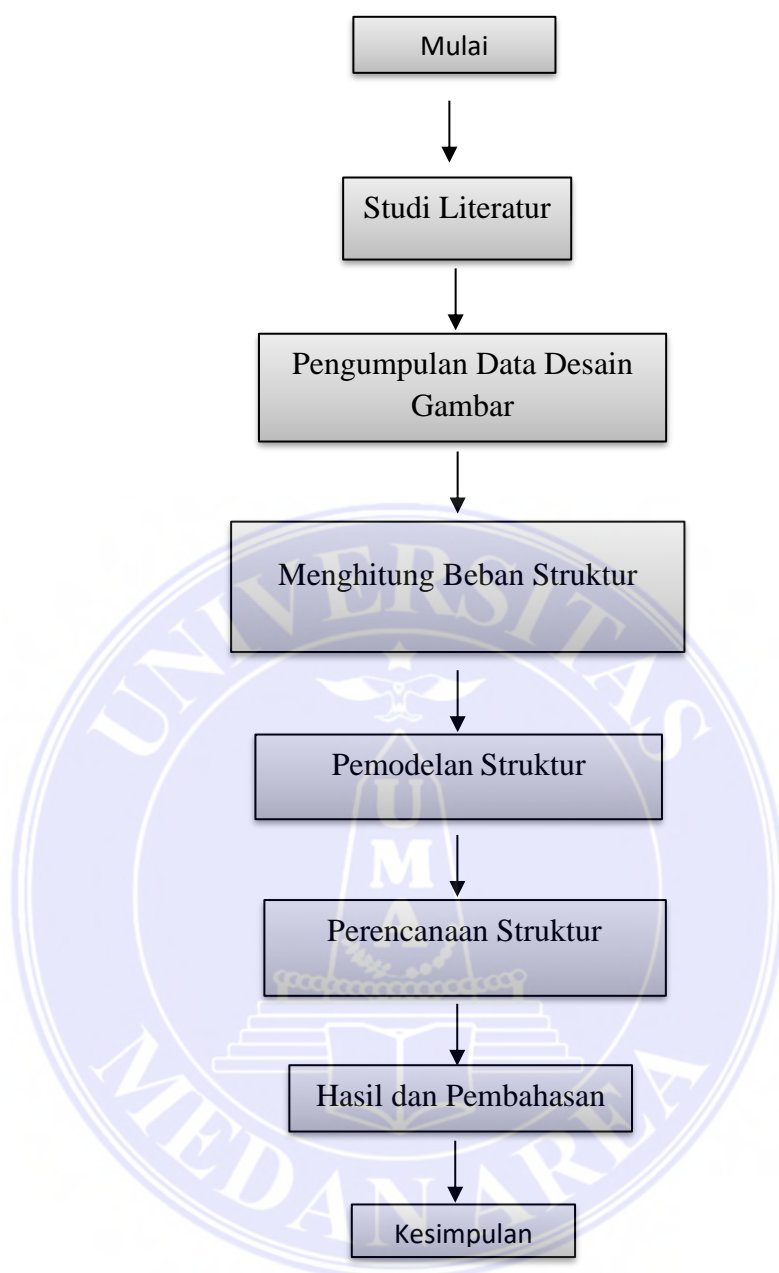 Mulai
Studi Literatur
Pengumpulan Data Desain
Gambar
Menghitung Beban Struktur
Pemodelan Struktur
Perencanaan Struktur
Hasil dan Pembahasan
Kesimpulan
UNIVERSITAS
UMA
MEDAN AREA